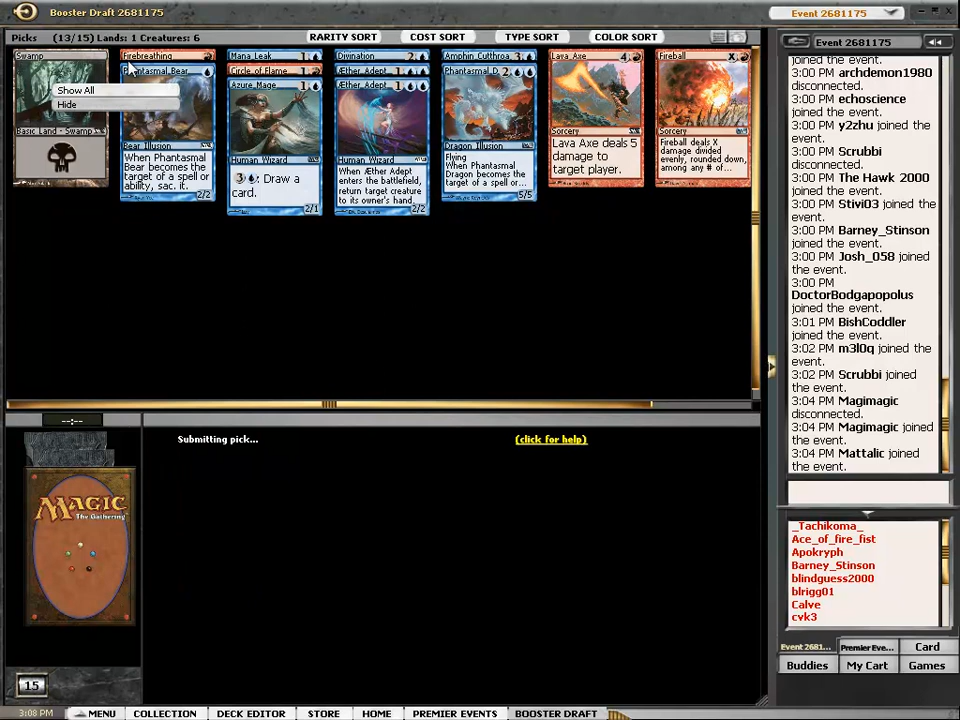 Booster Draft 2681175
Event 2681175
Picks (13/15) Lands: 1 Creatures: 6
RARITY SORT
COST SORT
TYPE SORT
COLOR SORT
Event 2681175
Swamp
Firebreathing
Mana Leak
Divination
Amphin Cutthroa
Lava Axe
Fireball
Phantasmal Bear
Circle of Flame
Æther Adept
Phantasmal D
Azure Mage
Æther Adept
Show All
Hide
Basic Land - Swamp
Bear Illusion
When Phantasmal
Bear becomes the
target of a spell or
ability, sac. it.
2/2
Human Wizard
3: Draw a
card.
2/1
Human Wizard
When Æther Adept
enters the battlefield,
return target creature
to its owner's hand.
2/2
Dragon Illusion
Flying
When Phantasmal
Dragon becomes the
target of a spell or...
5/5
Sorcery
Lava Axe deals 5
damage to
target player.
Sorcery
Fireball deals X
damage divided
evenly, rounded down,
among any # of...
3:00 PM archdemon1980
disconnected.
3:00 PM echoscience
joined the event.
3:00 PM y2zhu joined the
event.
3:00 PM Scrubbi
disconnected.
3:00 PM The Hawk 2000
joined the event.
3:00 PM Stivi03 joined the
event.
3:00 PM Barney_Stinson
joined the event.
3:00 PM Josh_058 joined
the event.
3:00 PM
DoctorBodgapopolus
joined the event.
3:01 PM BishCoddler
joined the event.
3:02 PM m3l0q joined the
event.
3:02 PM Scrubbi joined the
event.
3:04 PM Magimagic
disconnected.
3:04 PM Magimagic joined
the event.
3:04 PM Mattalic joined
the event.
--:--
Submitting pick...
(click for help)
MAGIC
The Gathering
15
_Tachikoma_
Ace_of_fire_fist
Apokryph
Barney_Stinson
blindguess2000
blrigg01
Calve
cvk3
Event 2681...
Premier Eve...
Card
Buddies
My Cart
Games
3:08 PM
MENU
COLLECTION
DECK EDITOR
STORE
HOME
PREMIER EVENTS
BOOSTER DRAFT